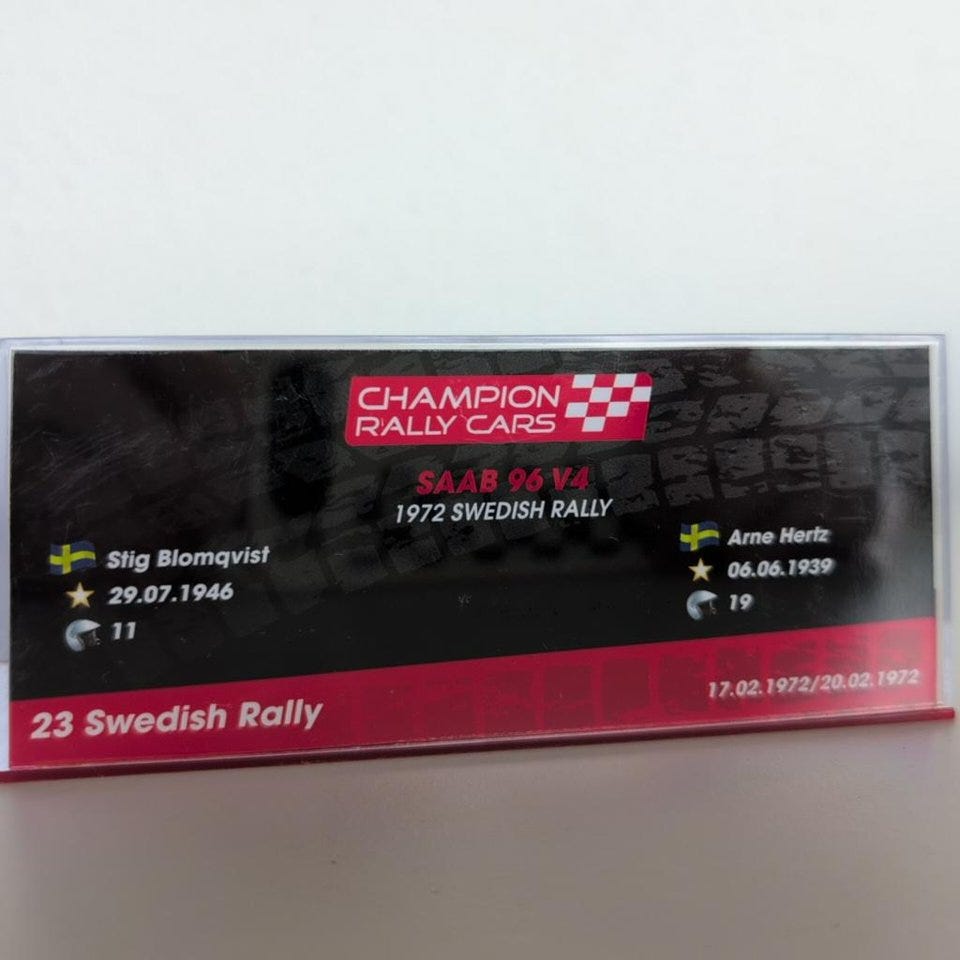 CHAMPION
RALLY CARS
SAAB 96 V4
1972 SWEDISH RALLY
Stig Blomqvist
29.07.1946
11
Arne Hertz
06.06.1939
19
23 Swedish Rally
17.02.1972/20.02.1972